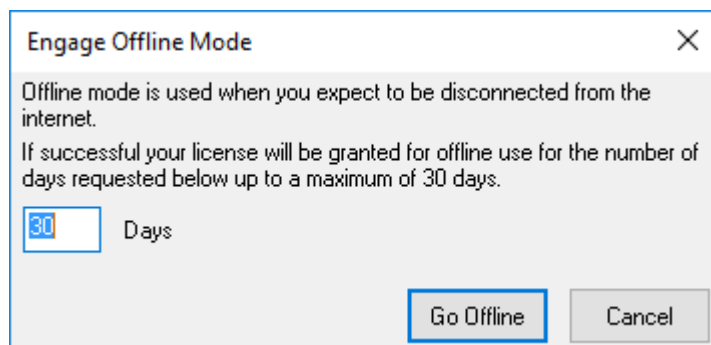 Engage Offline Mode
Offline mode is used when you expect to be disconnected from the
internet.
If successful your license will be granted for offline use for the number of
days requested below up to a maximum of 30 days.
30 Days
Go Offline Cancel